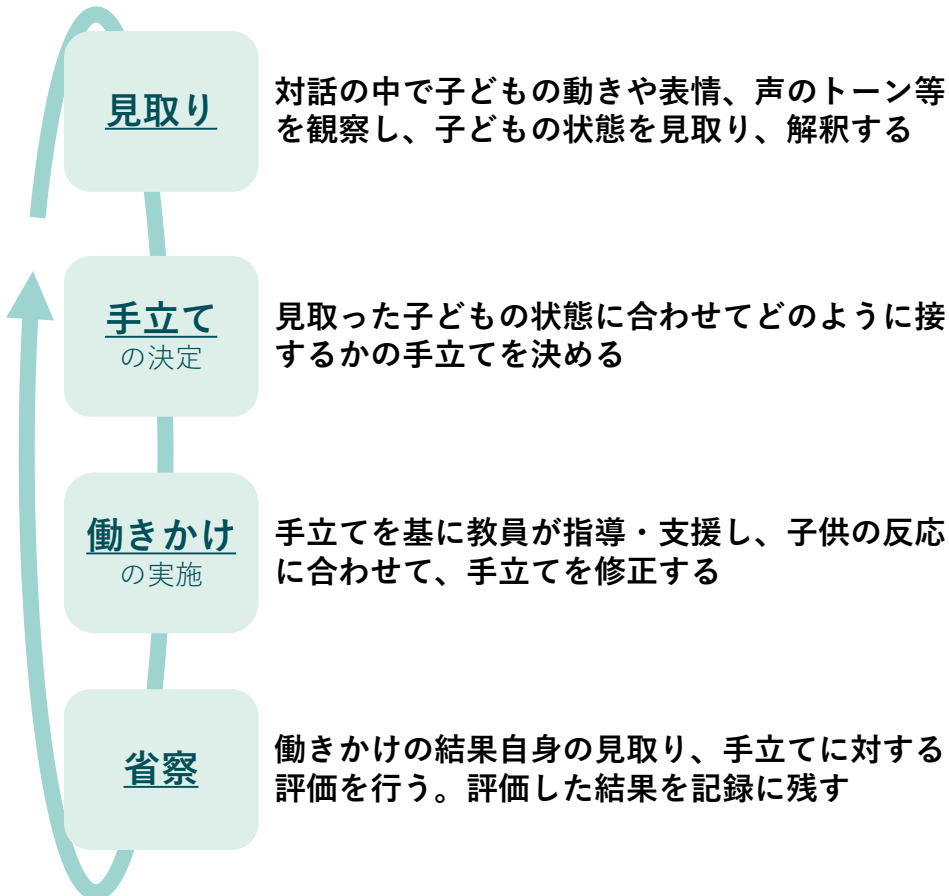 見取り
対話の中で子どもの動きや表情、声のトーン等
を観察し、子どもの状態を見取り、解釈する
手立て
の決定
見取った子どもの状態に合わせてどのように接
するかの手立てを決める
働きかけ
の実施
手立てを基に教員が指導・支援し、子供の反応
に合わせて、手立てを修正する
省察
働きかけの結果自身の見取り、手立てに対する
評価を行う。評価した結果を記録に残す